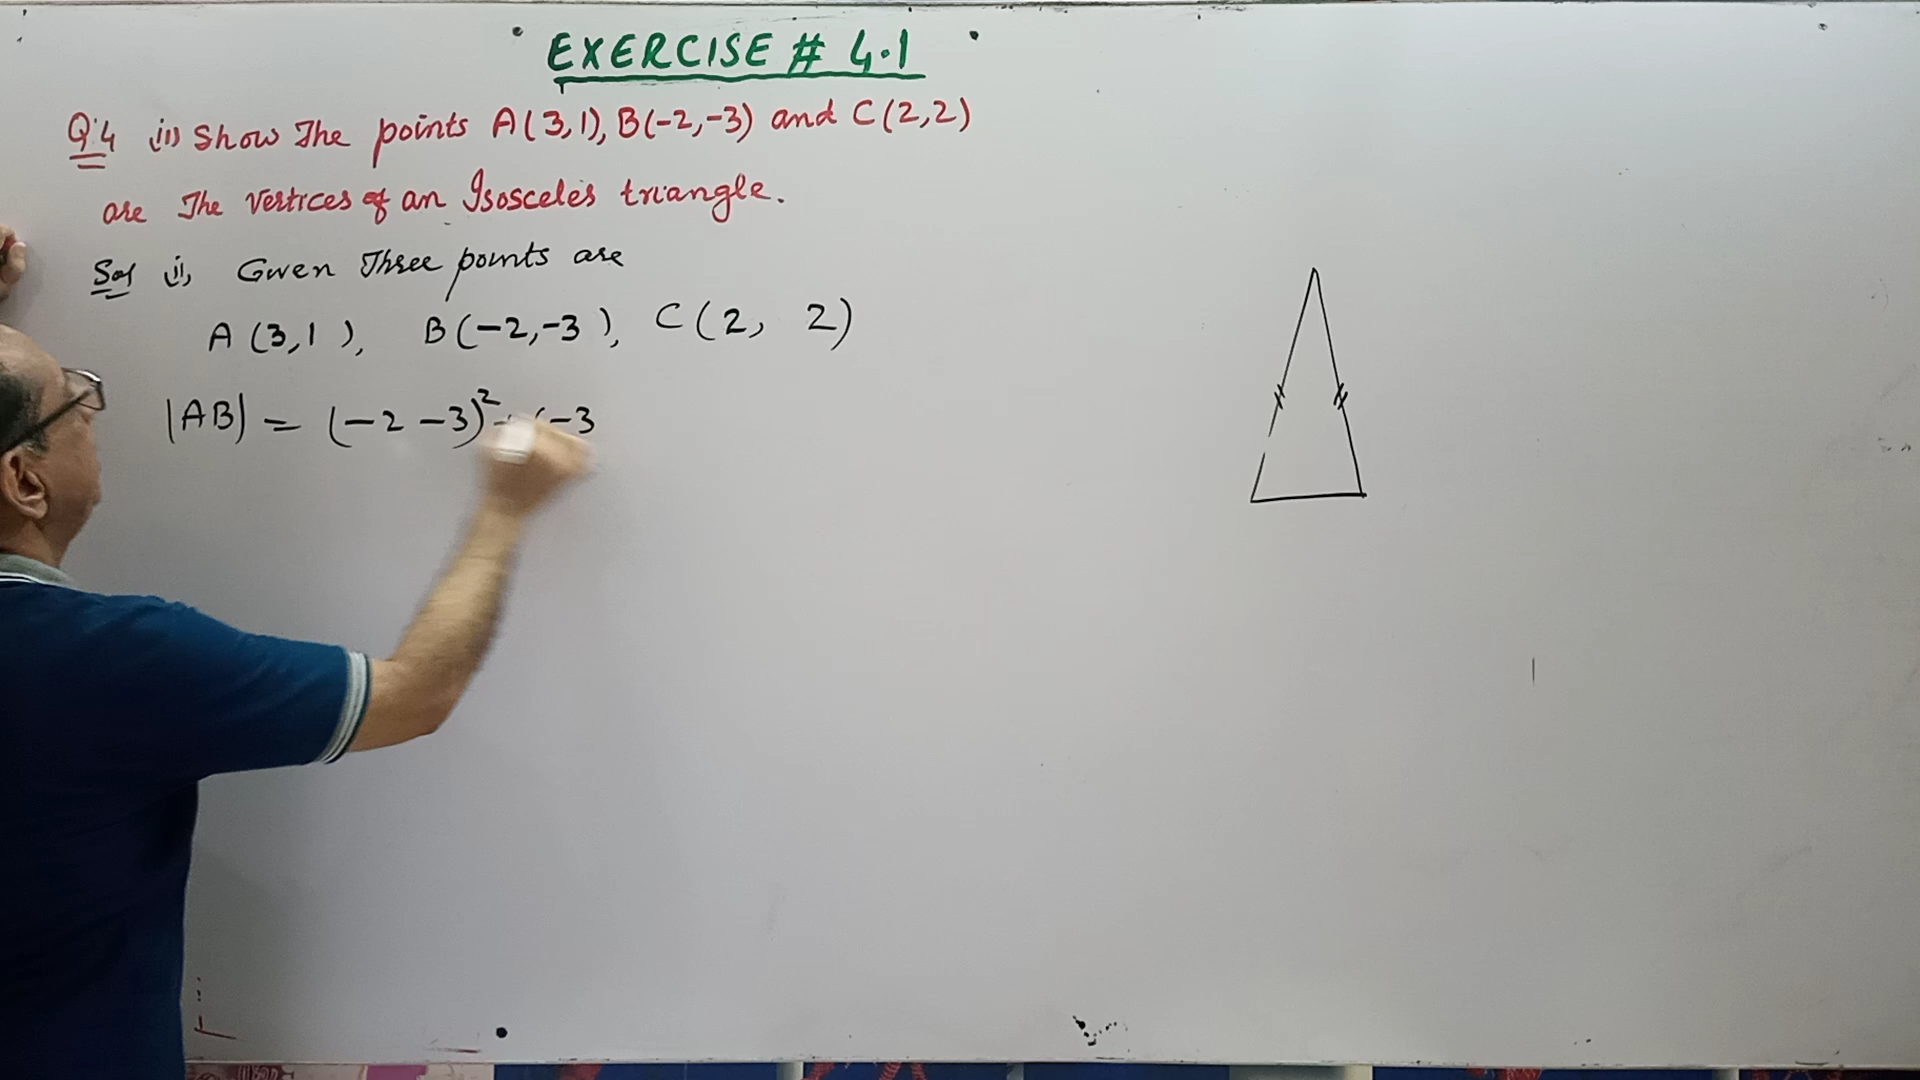 EXERCISE # 4.1
Q.4 (ii) Show The points A(3,1), B(-2,-3) and C(2,2)
are The vertices of an Isosceles triangle.
Sol (ii) Given Three points are
A(3,1), B(-2,-3), C(2, 2)
|AB| = (-2-3)² + (-3